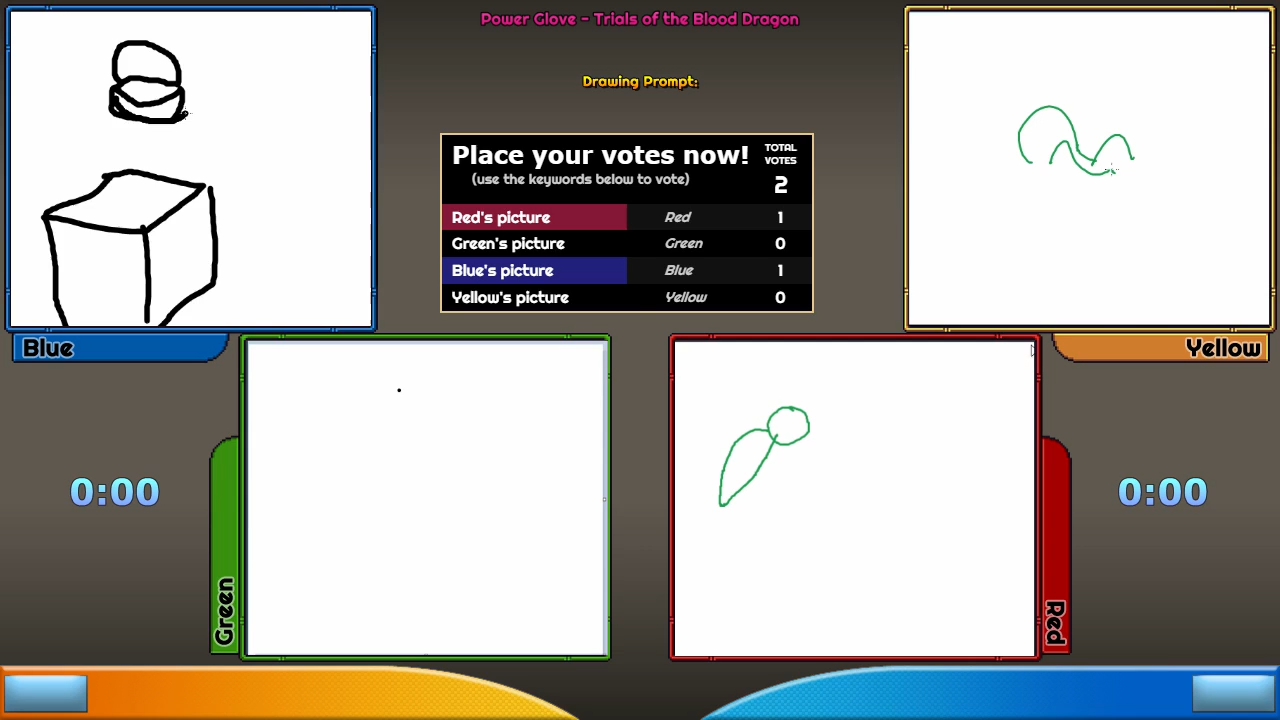 Power Glove - Trials of the Blood Dragon
Drawing Prompt:
Place your votes now!
(use the keywords below to vote)
TOTAL
VOTES
2
Red's picture Red 1
Green's picture Green 0
Blue's picture Blue 1
Yellow's picture Yellow 0
Blue
Yellow
0:00
Green
Red
0:00